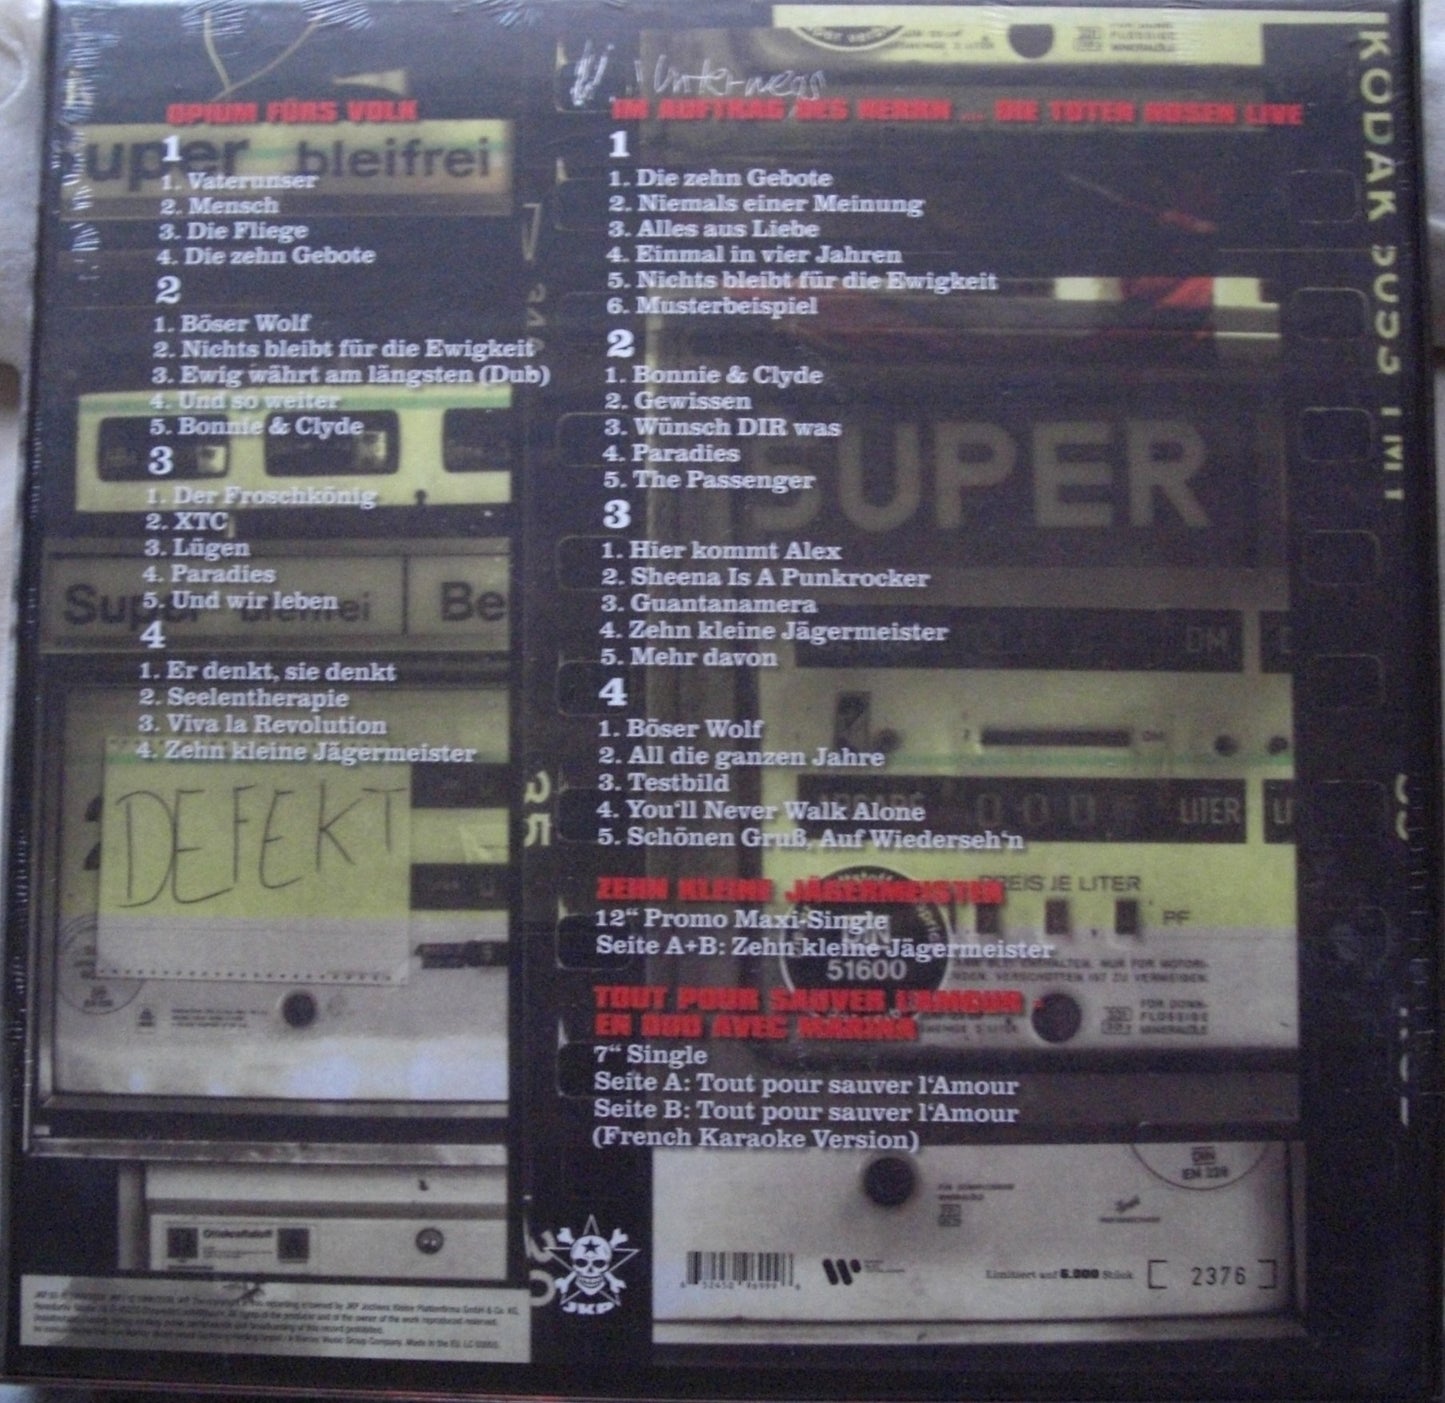 OPIUM FÜRS VOLK
1
1. Vaterunser
2. Mensch
3. Die Fliege
4. Die zehn Gebote
2
1. Böser Wolf
2. Nichts bleibt für die Ewigkeit
3. Ewig währt am längsten (Dub)
4. Und so weiter
5. Bonnie & Clyde
3
1. Der Froschkönig
2. XTC
3. Lügen
4. Paradies
5. Und wir leben
4
1. Er denkt, sie denkt
2. Seelentherapie
3. Viva la Revolution
4. Zehn kleine Jägermeister
Unterwegs
IM AUFTRAG DES HERRN ... DIE TOTEN HOSEN LIVE
1
1. Die zehn Gebote
2. Niemals einer Meinung
3. Alles aus Liebe
4. Einmal in vier Jahren
5. Nichts bleibt für die Ewigkeit
6. Musterbeispiel
2
1. Bonnie & Clyde
2. Gewissen
3. Wünsch DIR was
4. Paradies
5. The Passenger
3
1. Hier kommt Alex
2. Sheena Is A Punkrocker
3. Guantanamera
4. Zehn kleine Jägermeister
5. Mehr davon
4
1. Böser Wolf
2. All die ganzen Jahre
3. Testbild
4. You'll Never Walk Alone
5. Schönen Gruß, Auf Wiederseh'n
ZEHN KLEINE JÄGERMEISTER
12“ Promo Maxi-Single
Seite A+B: Zehn kleine Jägermeister
TOUT POUR SAUVER L'AMOUR -
EN DUO AVEC MARINA
7“ Single
Seite A: Tout pour sauver l‘Amour
Seite B: Tout pour sauver l‘Amour
(French Karaoke Version)
Super bleifrei
Super bleifrei
Be
DEFEKT
SUPER
DM
LITER
PREIS JE LITER
PF
51600
DIN
EN 228
KODAK
35
JKP
Limitiert auf 6.000 Stück
2376